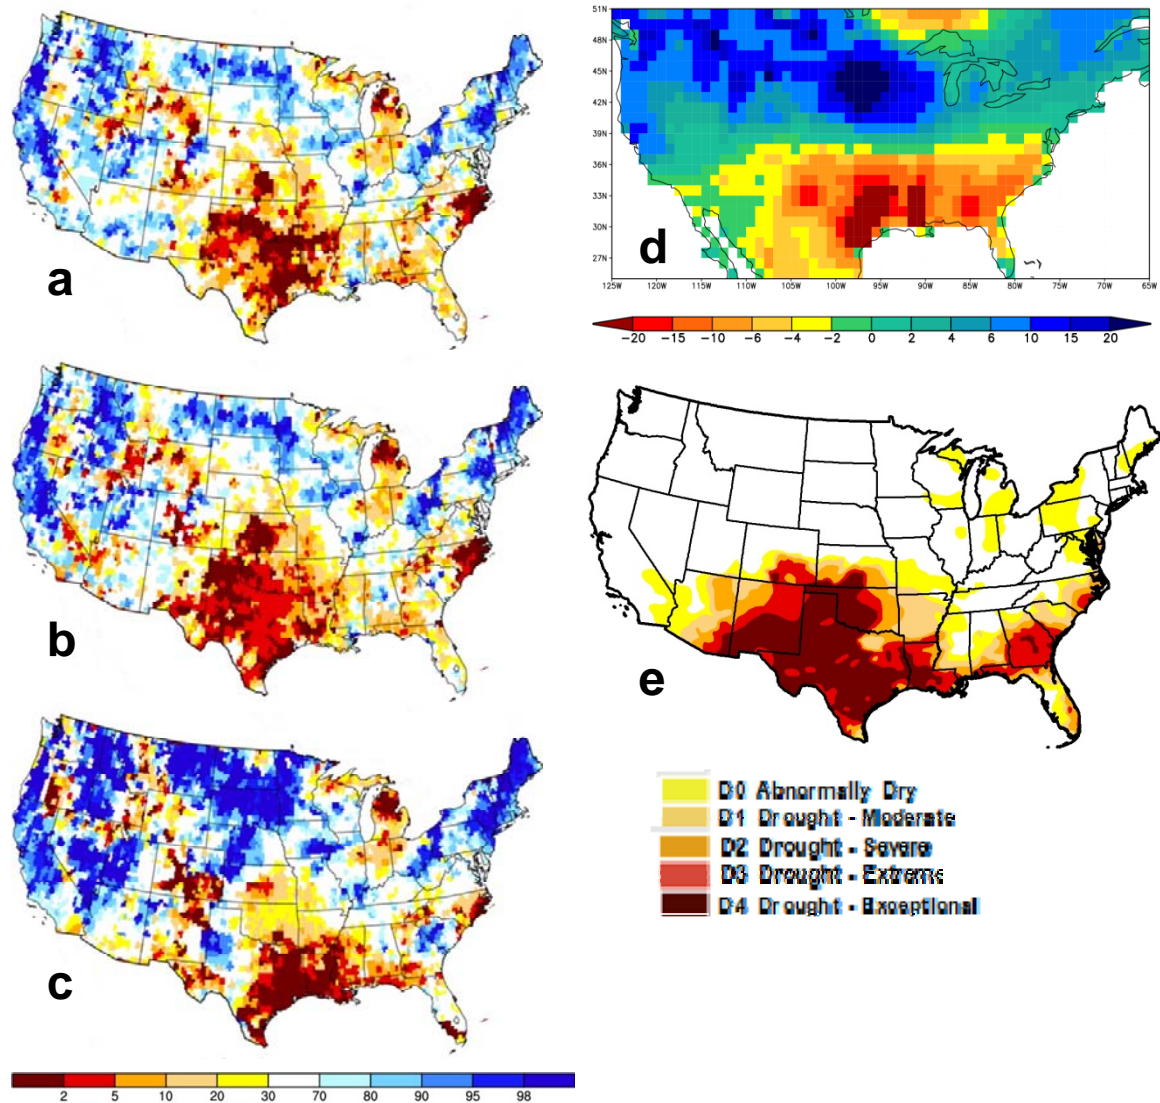 a
b
c
2 5 10 20 30 70 80 90 95 98
51N
48N
45N
42N
39N
36N
33N
30N
27N
d
125W 120W 115W 110W 105W 100W 95W 90W 85W 80W 75W 70W 65W
-20 -15 -10 -6 -4 -2 0 2 4 6 10 15 20
e
D0 Abnormally Dry
D1 Drought - Moderate
D2 Drought - Severe
D3 Drought - Extreme
D4 Drought - Exceptional